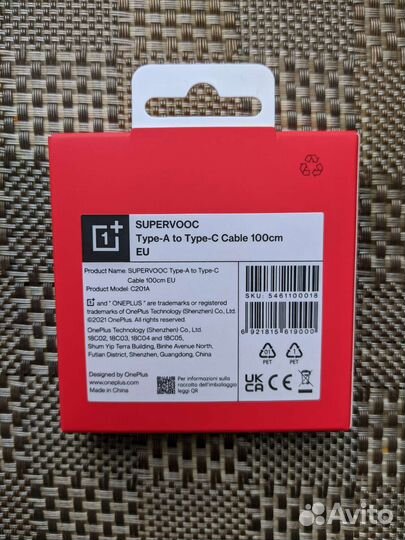 1+
SUPERVOOC
Type-A to Type-C Cable 100cm
EU
Product Name: SUPERVOOC Type-A to Type-C
Cable 100cm EU
Product Model: C201A
1+ and " ONEPLUS " are trademarks or registered
trademarks of OnePlus Technology (Shenzhen) Co., Ltd.
©2021 OnePlus. All rights reserved.
OnePlus Technology (Shenzhen) Co., Ltd.
18C02, 18C03, 18C04 and 18C05,
Shum Yip Terra Building, Binhe Avenue North,
Futian District, Shenzhen, Guangdong, China
Designed by OnePlus
www.oneplus.com
Made in China
Per informazioni sulla
raccolta dell'imballaggio
leggi QR
SKU: 5461100018
6 921815 619000
01
PET
1
PET
UK
CA
CE
Avito